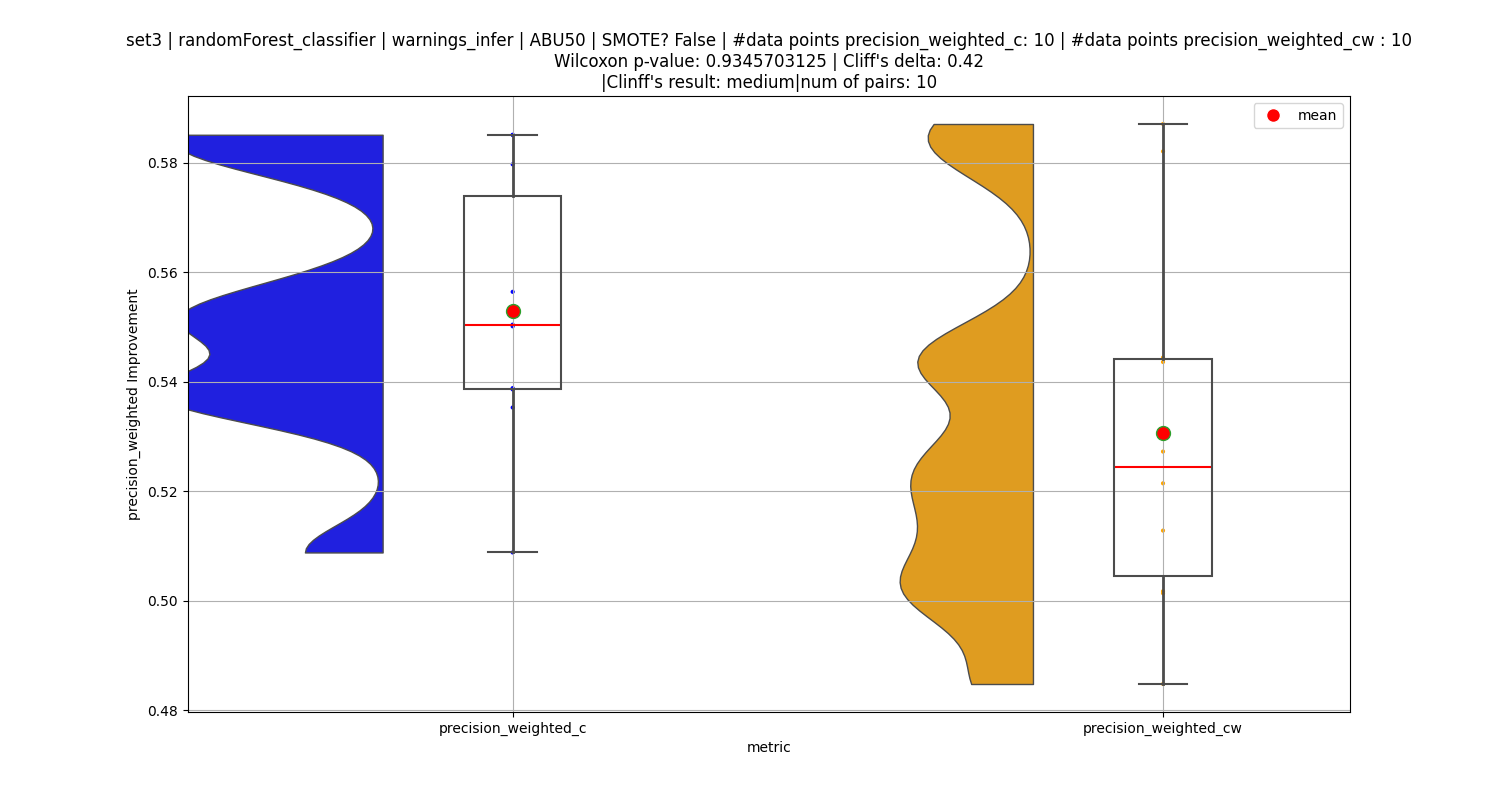 set3 | randomForest_classifier | warnings_infer | ABU50 | SMOTE? False | #data points precision_weighted_c: 10 | #data points precision_weighted_cw : 10
Wilcoxon p-value: 0.9345703125 | Cliff's delta: 0.42
|Clinff's result: medium|num of pairs: 10
mean
precision_weighted Improvement
0.58
0.56
0.54
0.52
0.50
0.48
precision_weighted_c
precision_weighted_cw
metric